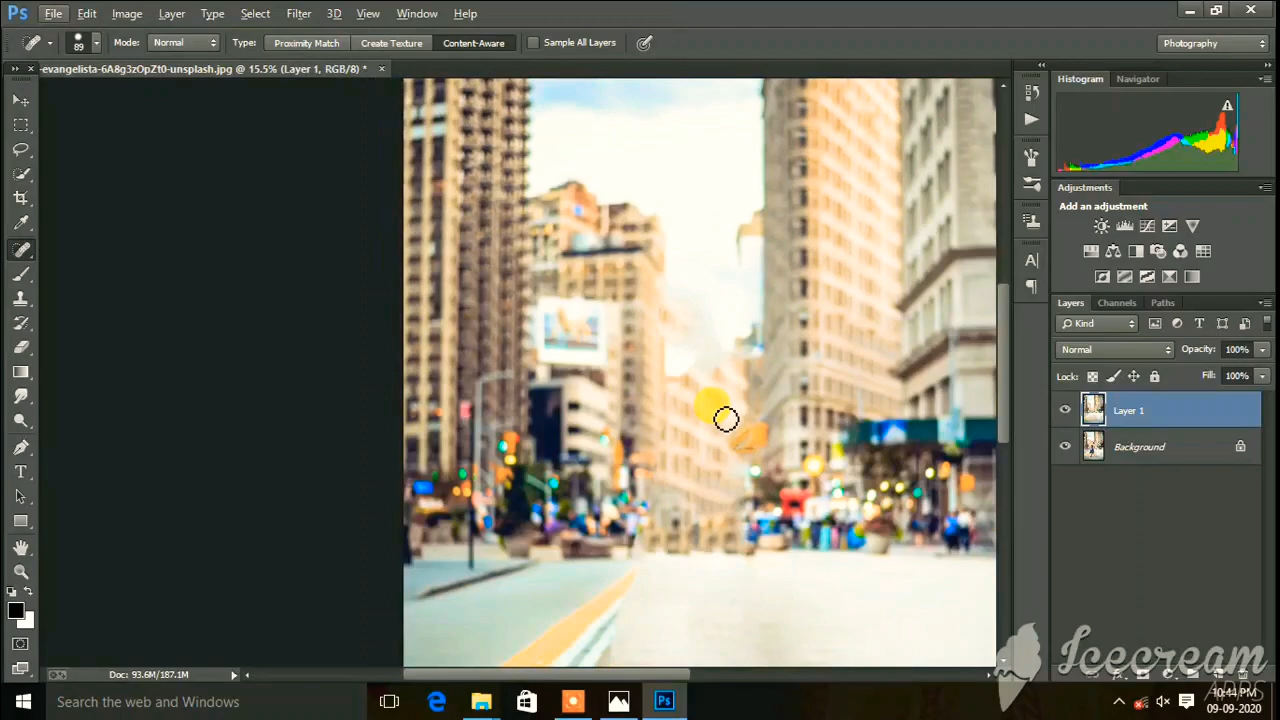 Ps File Edit Layer Type Select Filter 3D View Window Help
89 Mode: Normal Type: Proximity Match Create Texture Content-Aware Sample All Layers Photography
-evangelista-6A8g3zOpZt0-unsplash.jpg @ 15.5% (Layer 1, RGB/8) *
Histogram Navigator
Adjustments
Add an adjustment
Layers Channels Paths
Kind
Normal Opacity: 100%
Lock: Fill: 100%
Layer 1
Background
Doc: 93.6M/187.1M
Icecream
APPS
Search the web and Windows
Ps
10:44 PM
09-09-2020